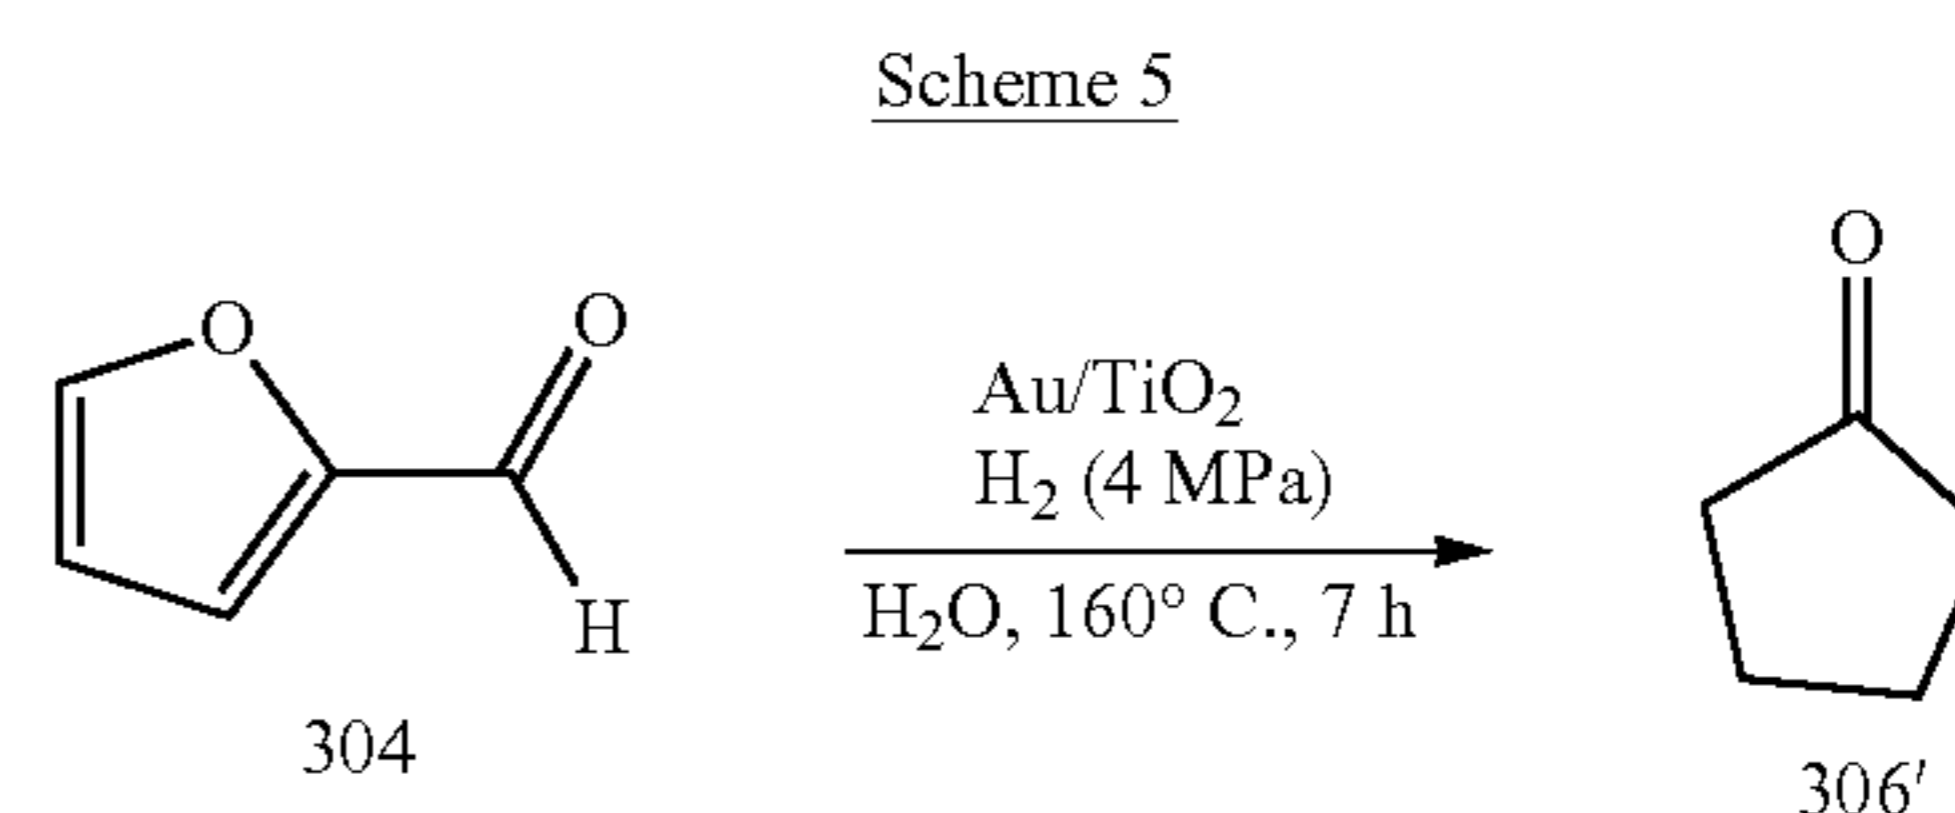 Scheme 5
O
O
H
304
Au/TiO₂
H₂ (4 MPa)
H₂O, 160° C., 7 h
O
306′